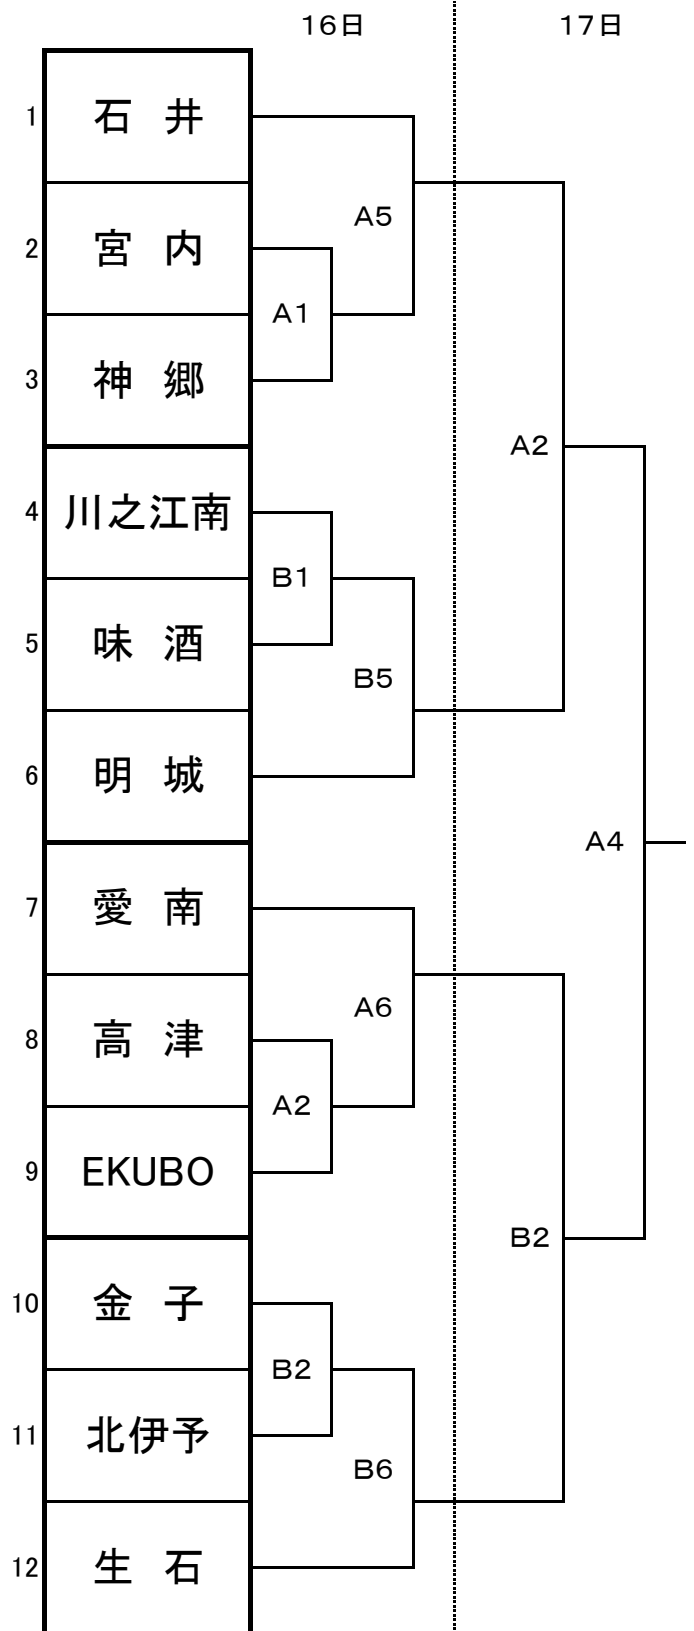 16日
17日
1 石 井
A5
2 宮 内
A1
3 神 郷
A2
4 川之江南
B1
5 味 酒
B5
6 明 城
A4
7 愛 南
A6
8 高 津
A2
9 EKUBO
B2
10 金 子
B2
11 北伊予
B6
12 生 石